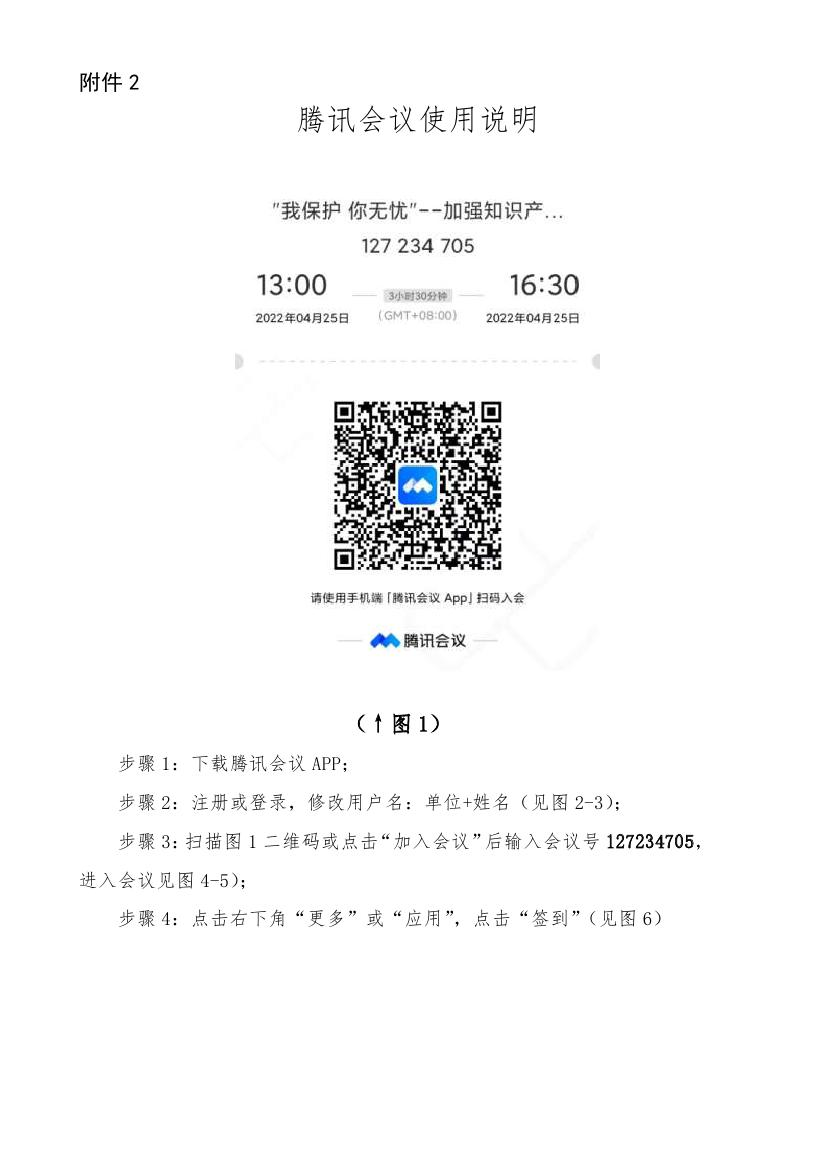 附件 2
腾讯会议使用说明
"我保护 你无忧"--加强知识产...
127 234 705
13:00
3小时30分钟
16:30
2022年04月25日
(GMT+08:00)
2022年04月25日
请使用手机端「腾讯会议 App」扫码入会
腾讯会议
（↑图 1）
步骤 1：下载腾讯会议 APP；
步骤 2：注册或登录，修改用户名：单位+姓名（见图 2-3）；
步骤 3：扫描图 1 二维码或点击“加入会议”后输入会议号 127234705，
进入会议见图 4-5）；
步骤 4：点击右下角“更多”或“应用”，点击“签到”（见图 6）